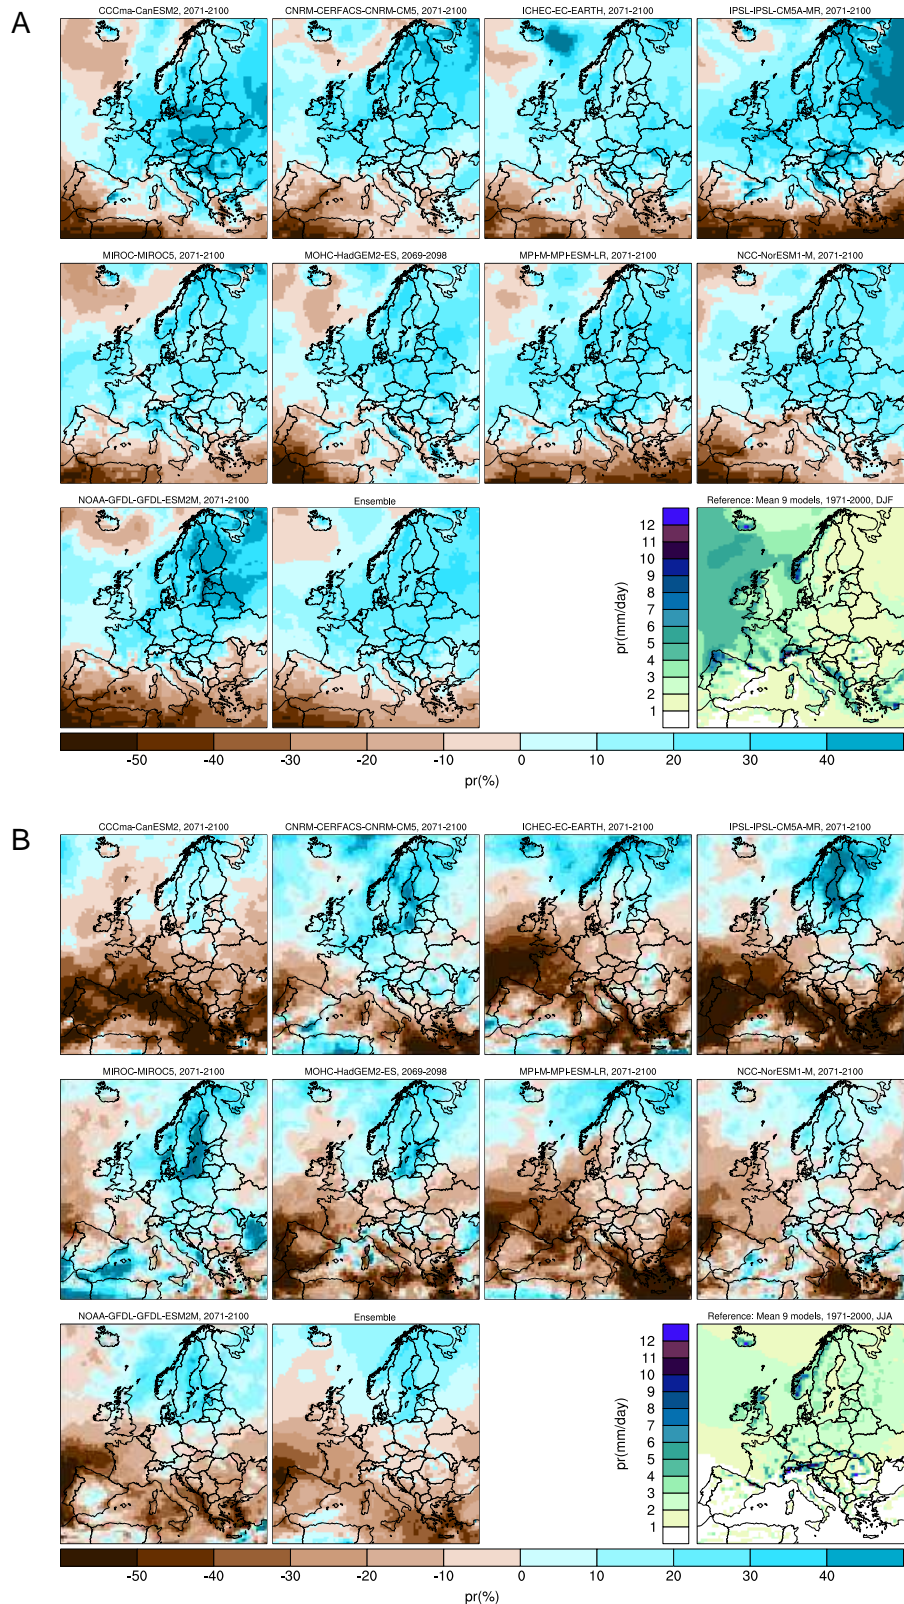 A
CCCma-CanESM2, 2071-2100
CNRM-CERFACS-CNRM-CM5, 2071-2100
ICHEC-EC-EARTH, 2071-2100
IPSL-IPSL-CM5A-MR, 2071-2100
MIROC-MIROC5, 2071-2100
MOHC-HadGEM2-ES, 2069-2098
MPI-M-MPI-ESM-LR, 2071-2100
NCC-NorESM1-M, 2071-2100
NOAA-GFDL-GFDL-ESM2M, 2071-2100
Ensemble
Reference: Mean 9 models, 1971-2000, DJF
12
11
10
9
8
7
6
5
4
3
2
1
pr(mm/day)
-50 -40 -30 -20 -10 0 10 20 30 40
pr(%)
B
CCCma-CanESM2, 2071-2100
CNRM-CERFACS-CNRM-CM5, 2071-2100
ICHEC-EC-EARTH, 2071-2100
IPSL-IPSL-CM5A-MR, 2071-2100
MIROC-MIROC5, 2071-2100
MOHC-HadGEM2-ES, 2069-2098
MPI-M-MPI-ESM-LR, 2071-2100
NCC-NorESM1-M, 2071-2100
NOAA-GFDL-GFDL-ESM2M, 2071-2100
Ensemble
Reference: Mean 9 models, 1971-2000, JJA
12
11
10
9
8
7
6
5
4
3
2
1
pr(mm/day)
-50 -40 -30 -20 -10 0 10 20 30 40
pr(%)